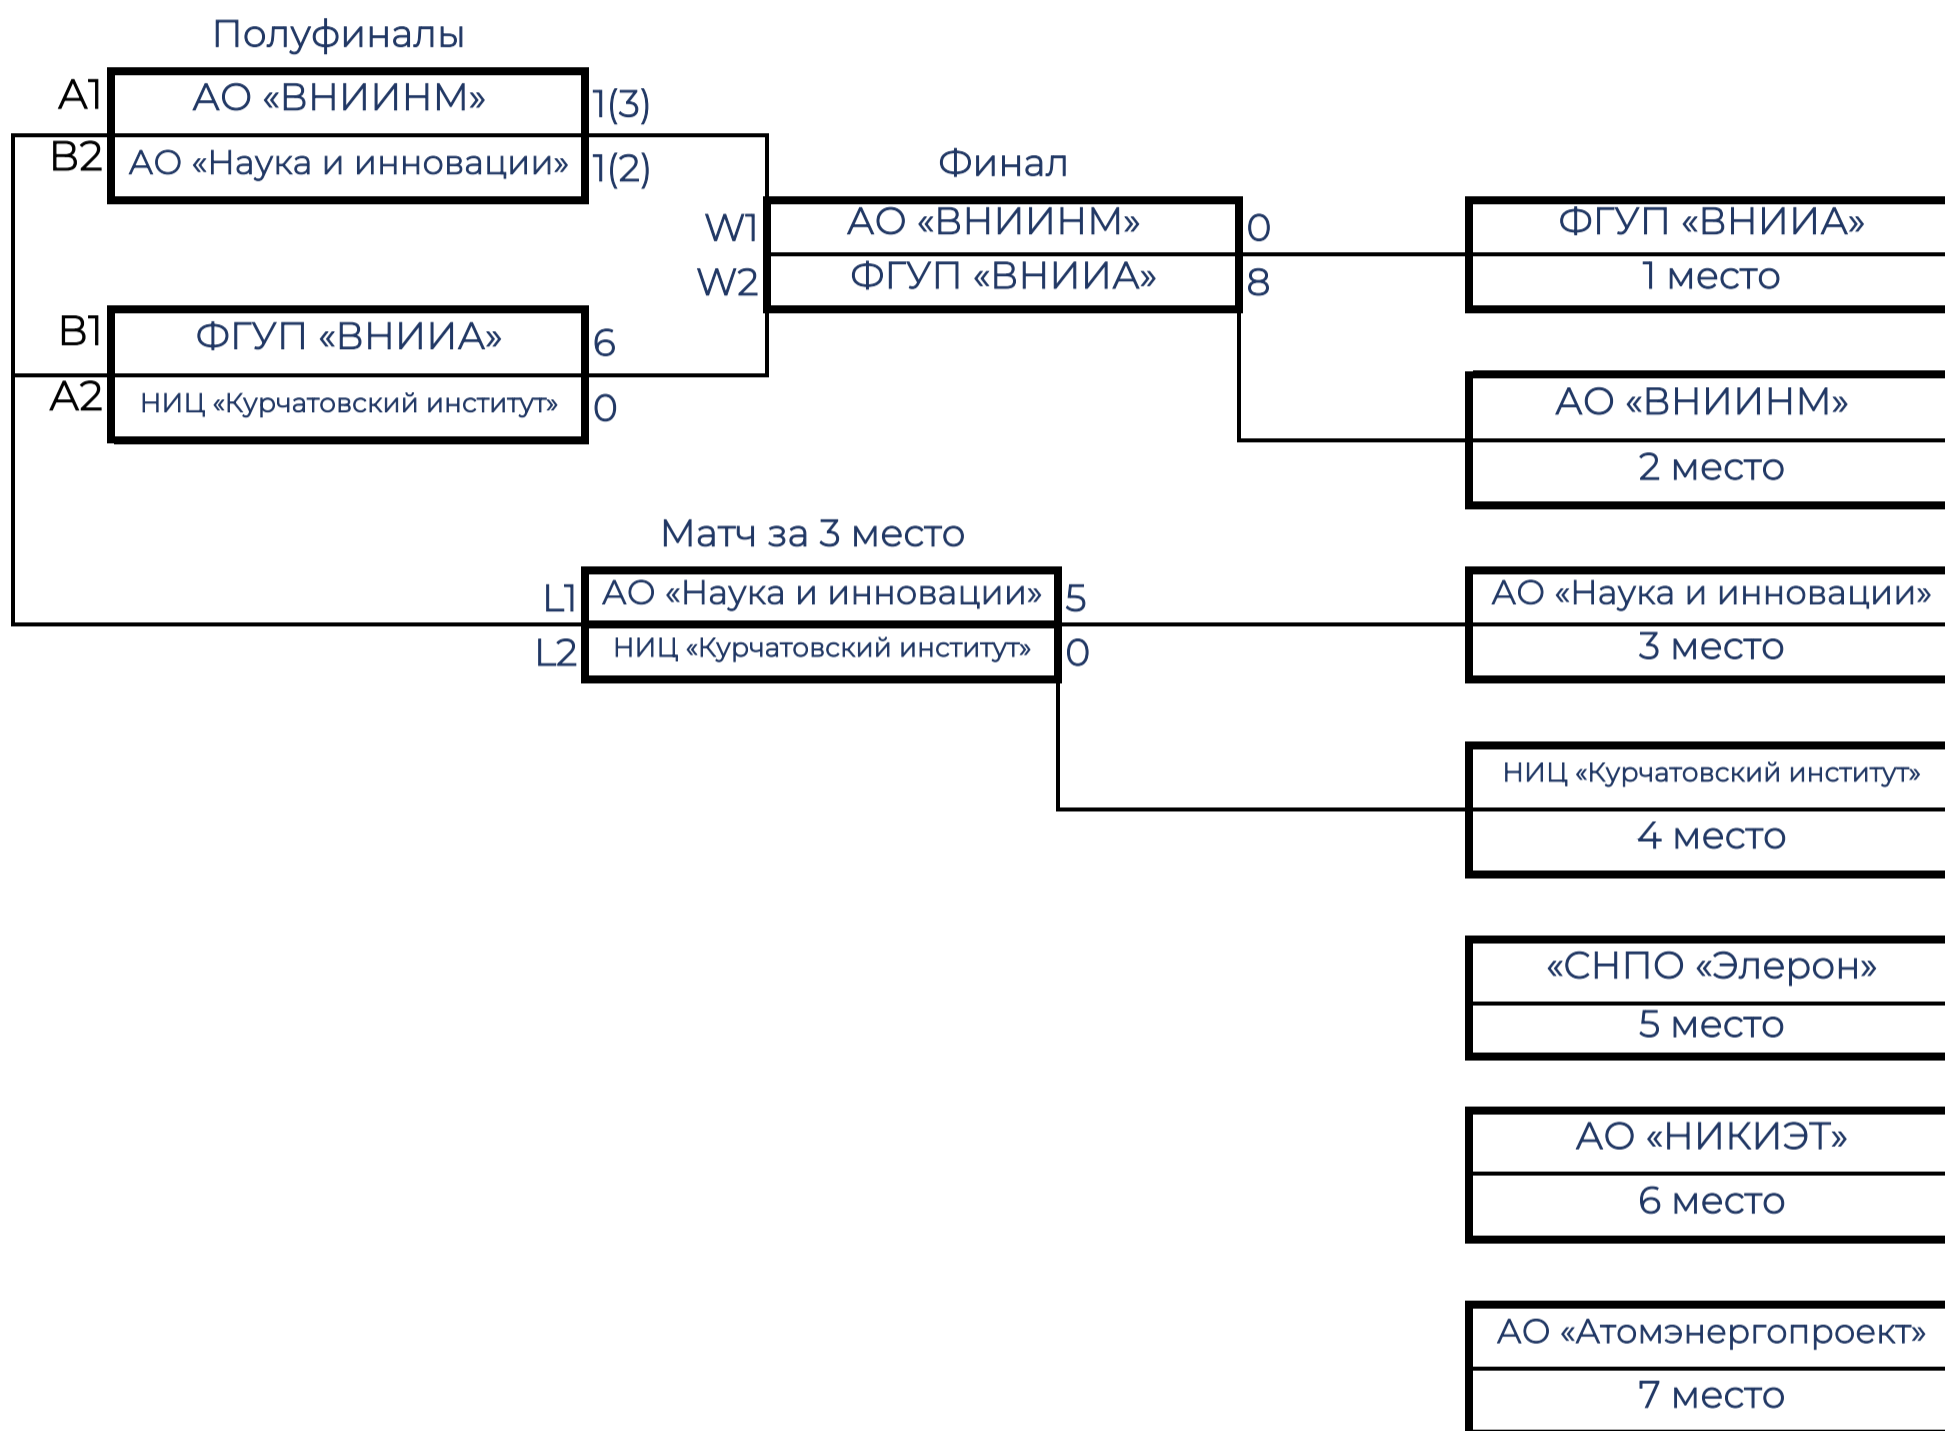 Полуфиналы
A1
АО «ВНИИНМ»
1(3)
B2
АО «Наука и инновации»
1(2)
B1
ФГУП «ВНИИА»
6
A2
НИЦ «Курчатовский институт»
0
Финал
W1
АО «ВНИИНМ»
0
W2
ФГУП «ВНИИА»
8
Матч за 3 место
L1
АО «Наука и инновации»
5
L2
НИЦ «Курчатовский институт»
0
ФГУП «ВНИИА»
1 место
АО «ВНИИНМ»
2 место
АО «Наука и инновации»
3 место
НИЦ «Курчатовский институт»
4 место
«СНПО «Элерон»
5 место
АО «НИКИЭТ»
6 место
АО «Атомэнергопроект»
7 место